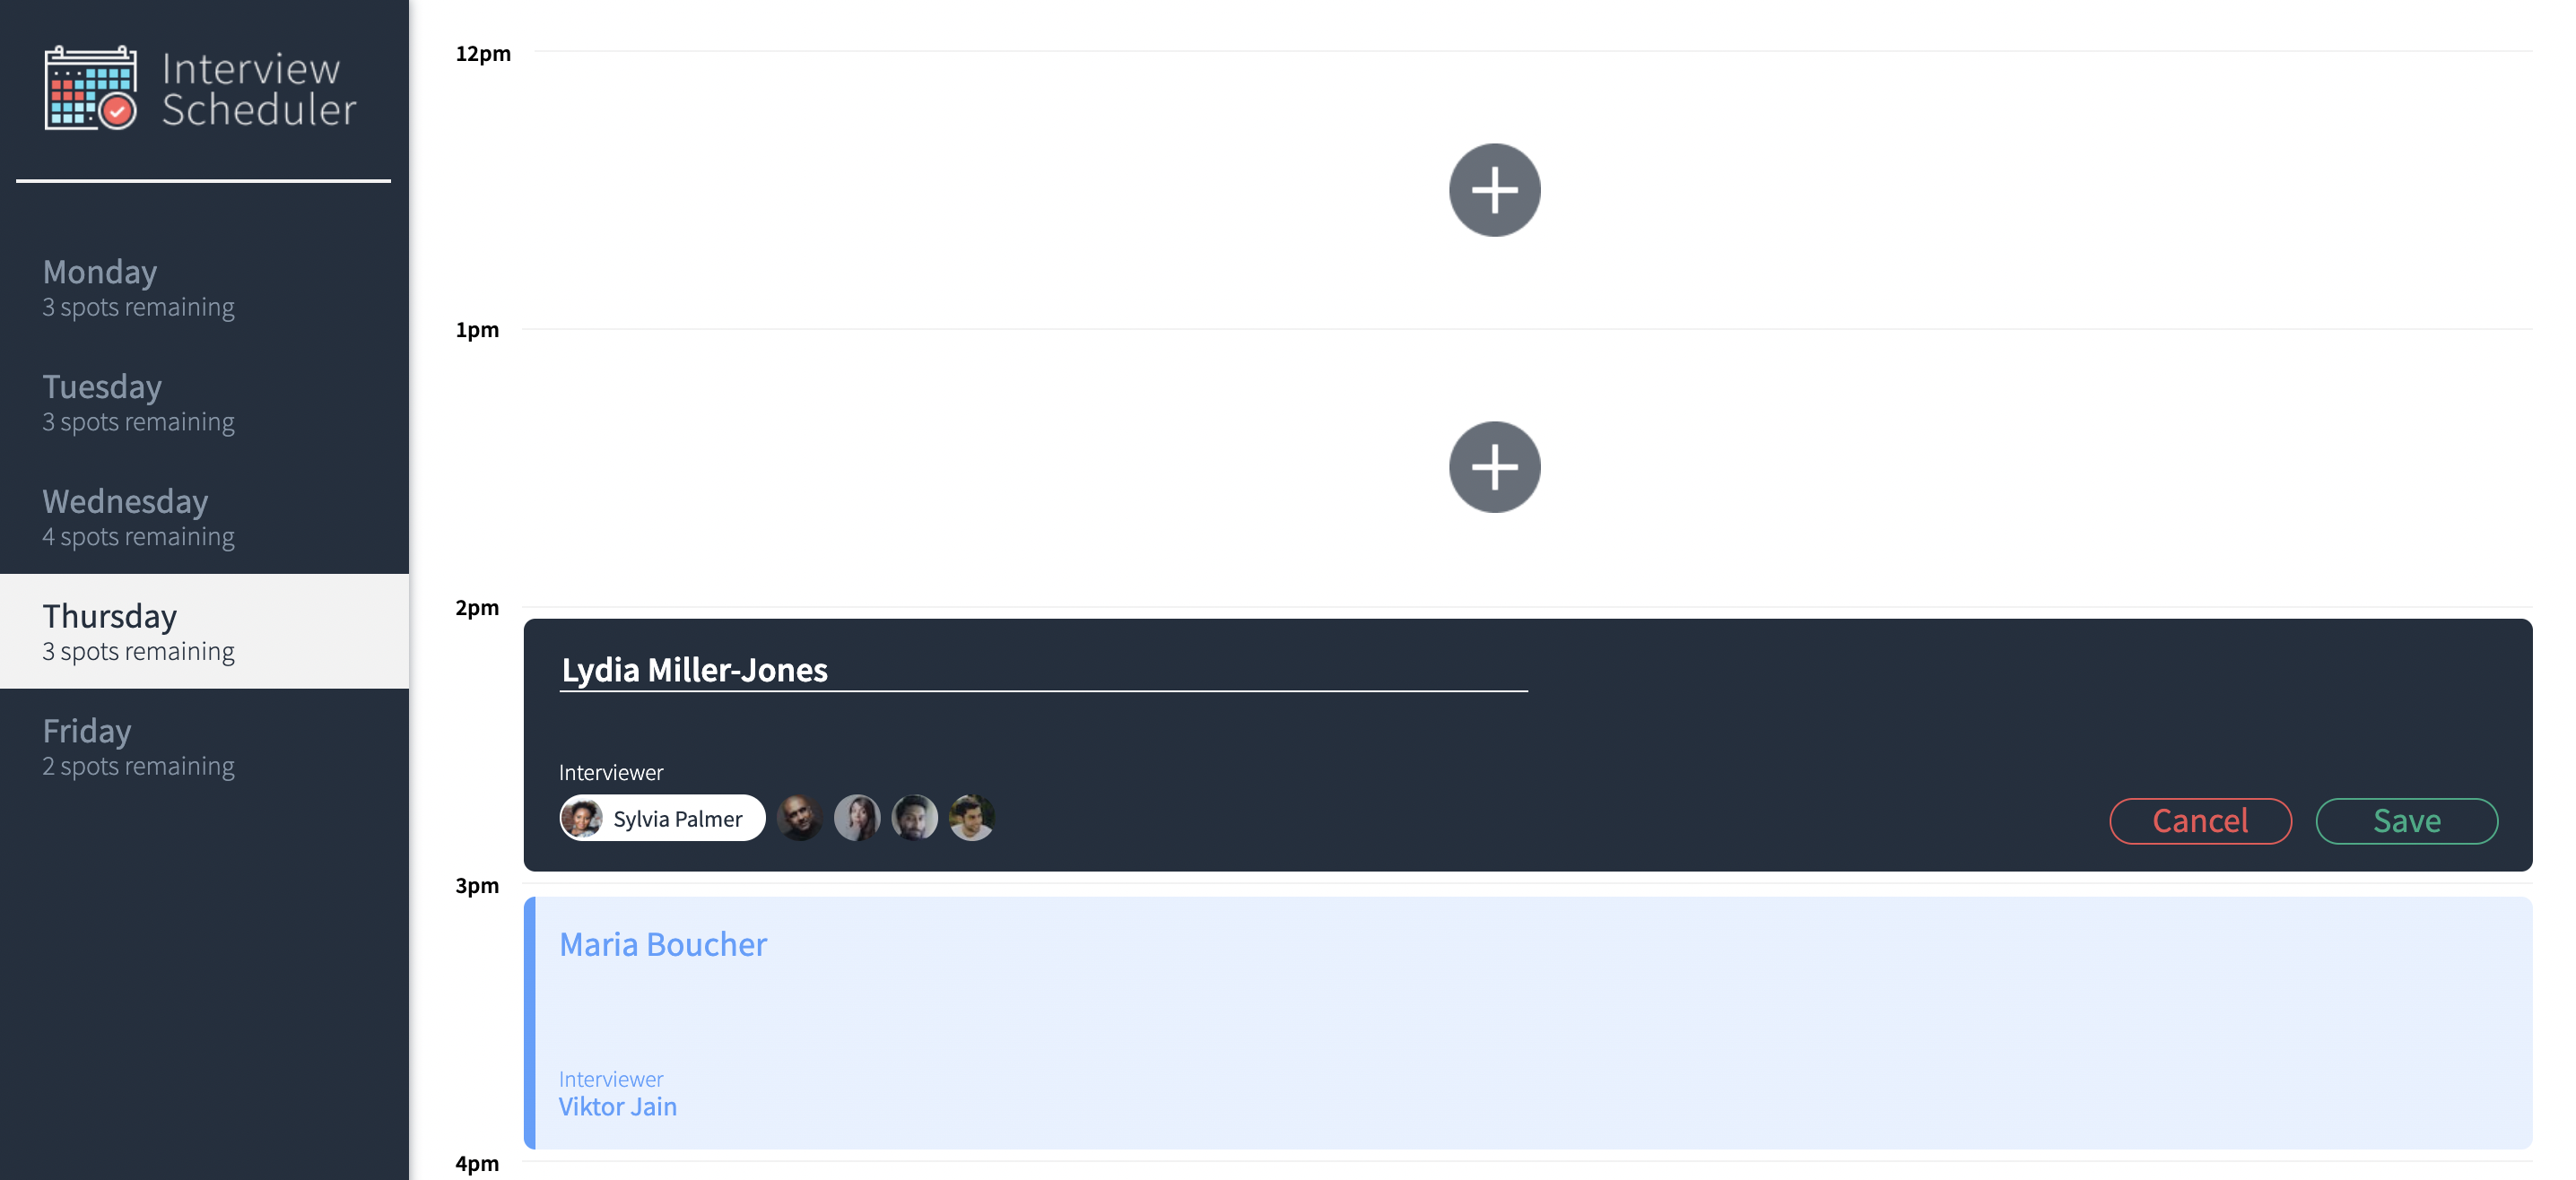 Interview
Scheduler
Monday
3 spots remaining
Tuesday
3 spots remaining
Wednesday
4 spots remaining
Thursday
3 spots remaining
Friday
2 spots remaining
12pm
1pm
2pm
Lydia Miller-Jones
Interviewer
Sylvia Palmer
Cancel
Save
3pm
Maria Boucher
Interviewer
Viktor Jain
4pm